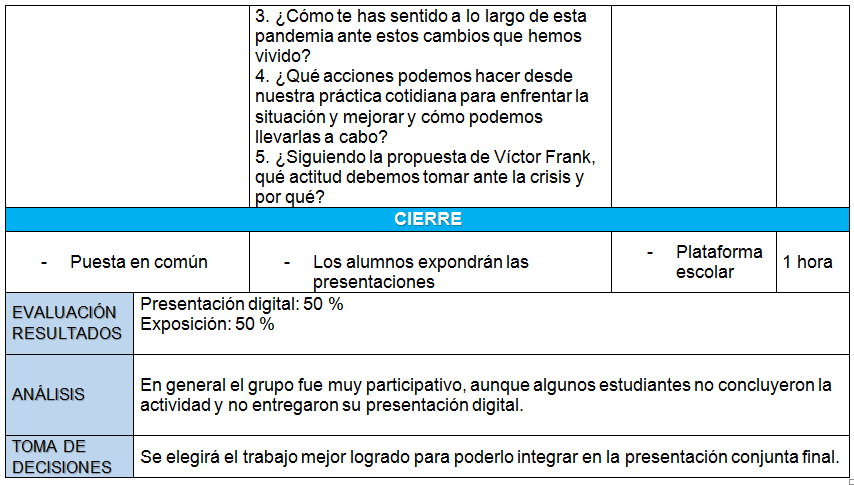 3. ¿Cómo te has sentido a lo largo de esta
pandemia ante estos cambios que hemos
vivido?
4. ¿Qué acciones podemos hacer desde
nuestra práctica cotidiana para enfrentar la
situación y mejorar y cómo podemos
llevarlas a cabo?
5. ¿Siguiendo la propuesta de Víctor Frank,
qué actitud debemos tomar ante la crisis y
por qué?
CIERRE
- Puesta en común
- Los alumnos expondrán las
presentaciones
- Plataforma
escolar
1 hora
EVALUACIÓN
RESULTADOS
Presentación digital: 50 %
Exposición: 50 %
ANÁLISIS
En general el grupo fue muy participativo, aunque algunos estudiantes no concluyeron la
actividad y no entregaron su presentación digital.
TOMA DE
DECISIONES
Se elegirá el trabajo mejor logrado para poderlo integrar en la presentación conjunta final.